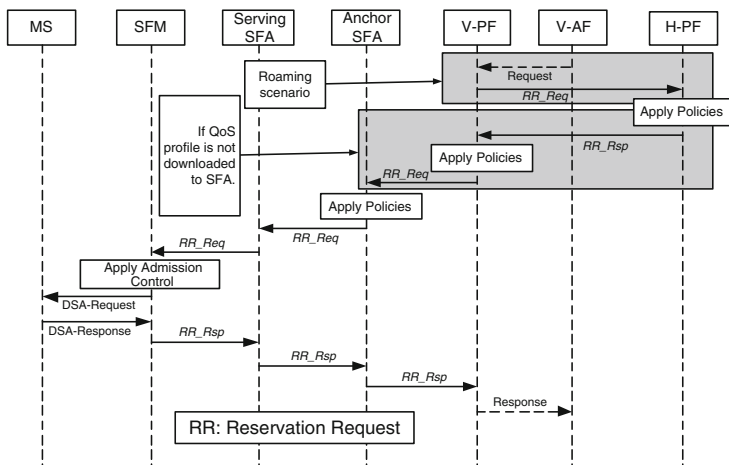 MS
SFM
Serving
SFA
Anchor
SFA
V-PF
V-AF
H-PF
Roaming
scenario
Request
RR_Req
Apply Policies
If QoS
profile is not
downloaded
to SFA.
RR_Rsp
Apply Policies
RR_Req
Apply Policies
RR_Req
RR_Req
Apply Admission
Control
DSA-Request
DSA-Response
RR_Rsp
RR_Rsp
RR_Rsp
Response
RR: Reservation Request